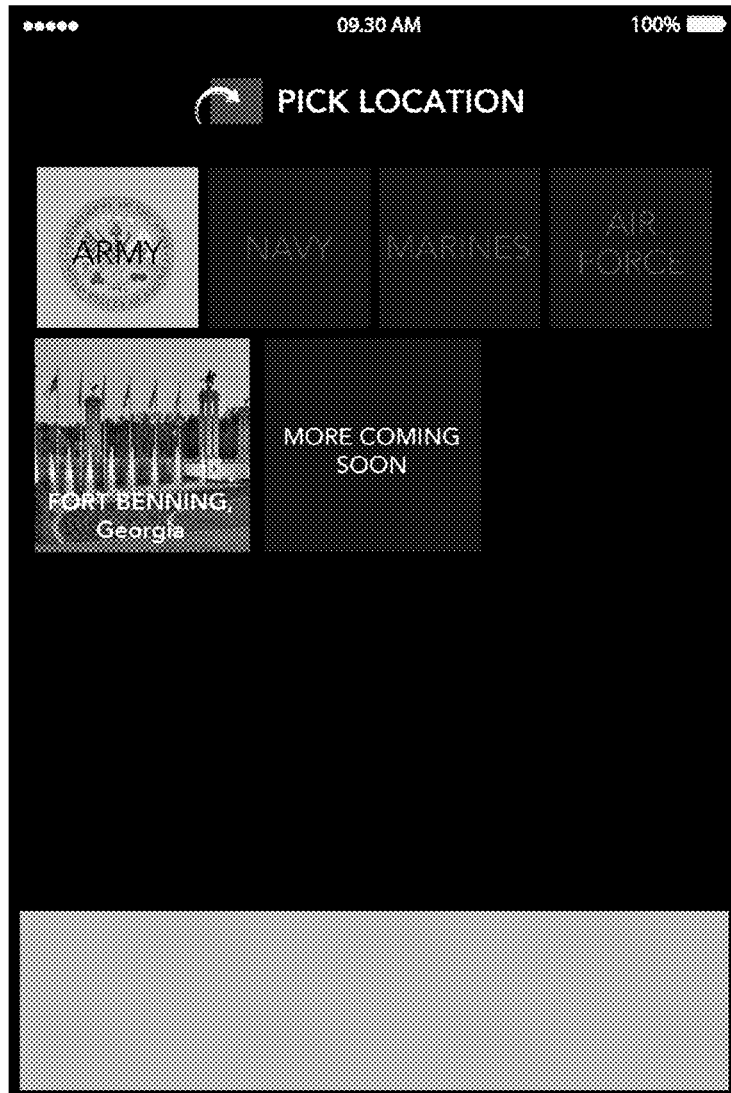 09.30 AM
100%
PICK LOCATION
ARMY
NAVY
MARINES
AIR
FORCE
FORT BENNING,
Georgia
MORE COMING
SOON